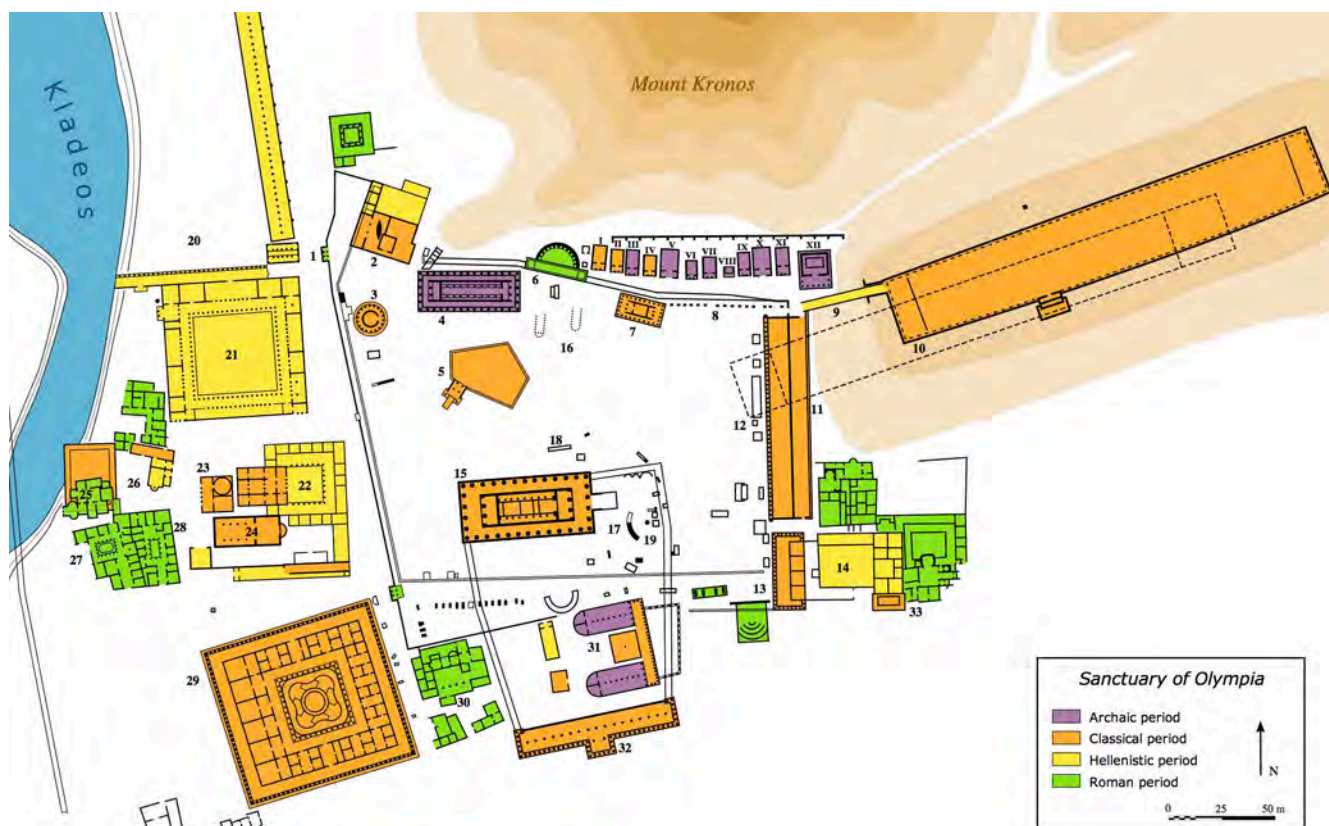 Kladeos
Mount Kronos
20
1
2
3
4
5
6
I
II
III
IV
V
VI
VII
VIII
IX
X
XI
XII
7
8
9
10
16
21
11
12
18
15
23
22
26
25
24
28
27
17
19
14
13
33
31
29
30
32
Sanctuary of Olympia
Archaic period
Classical period
Hellenistic period
Roman period
N
0 25 50 m